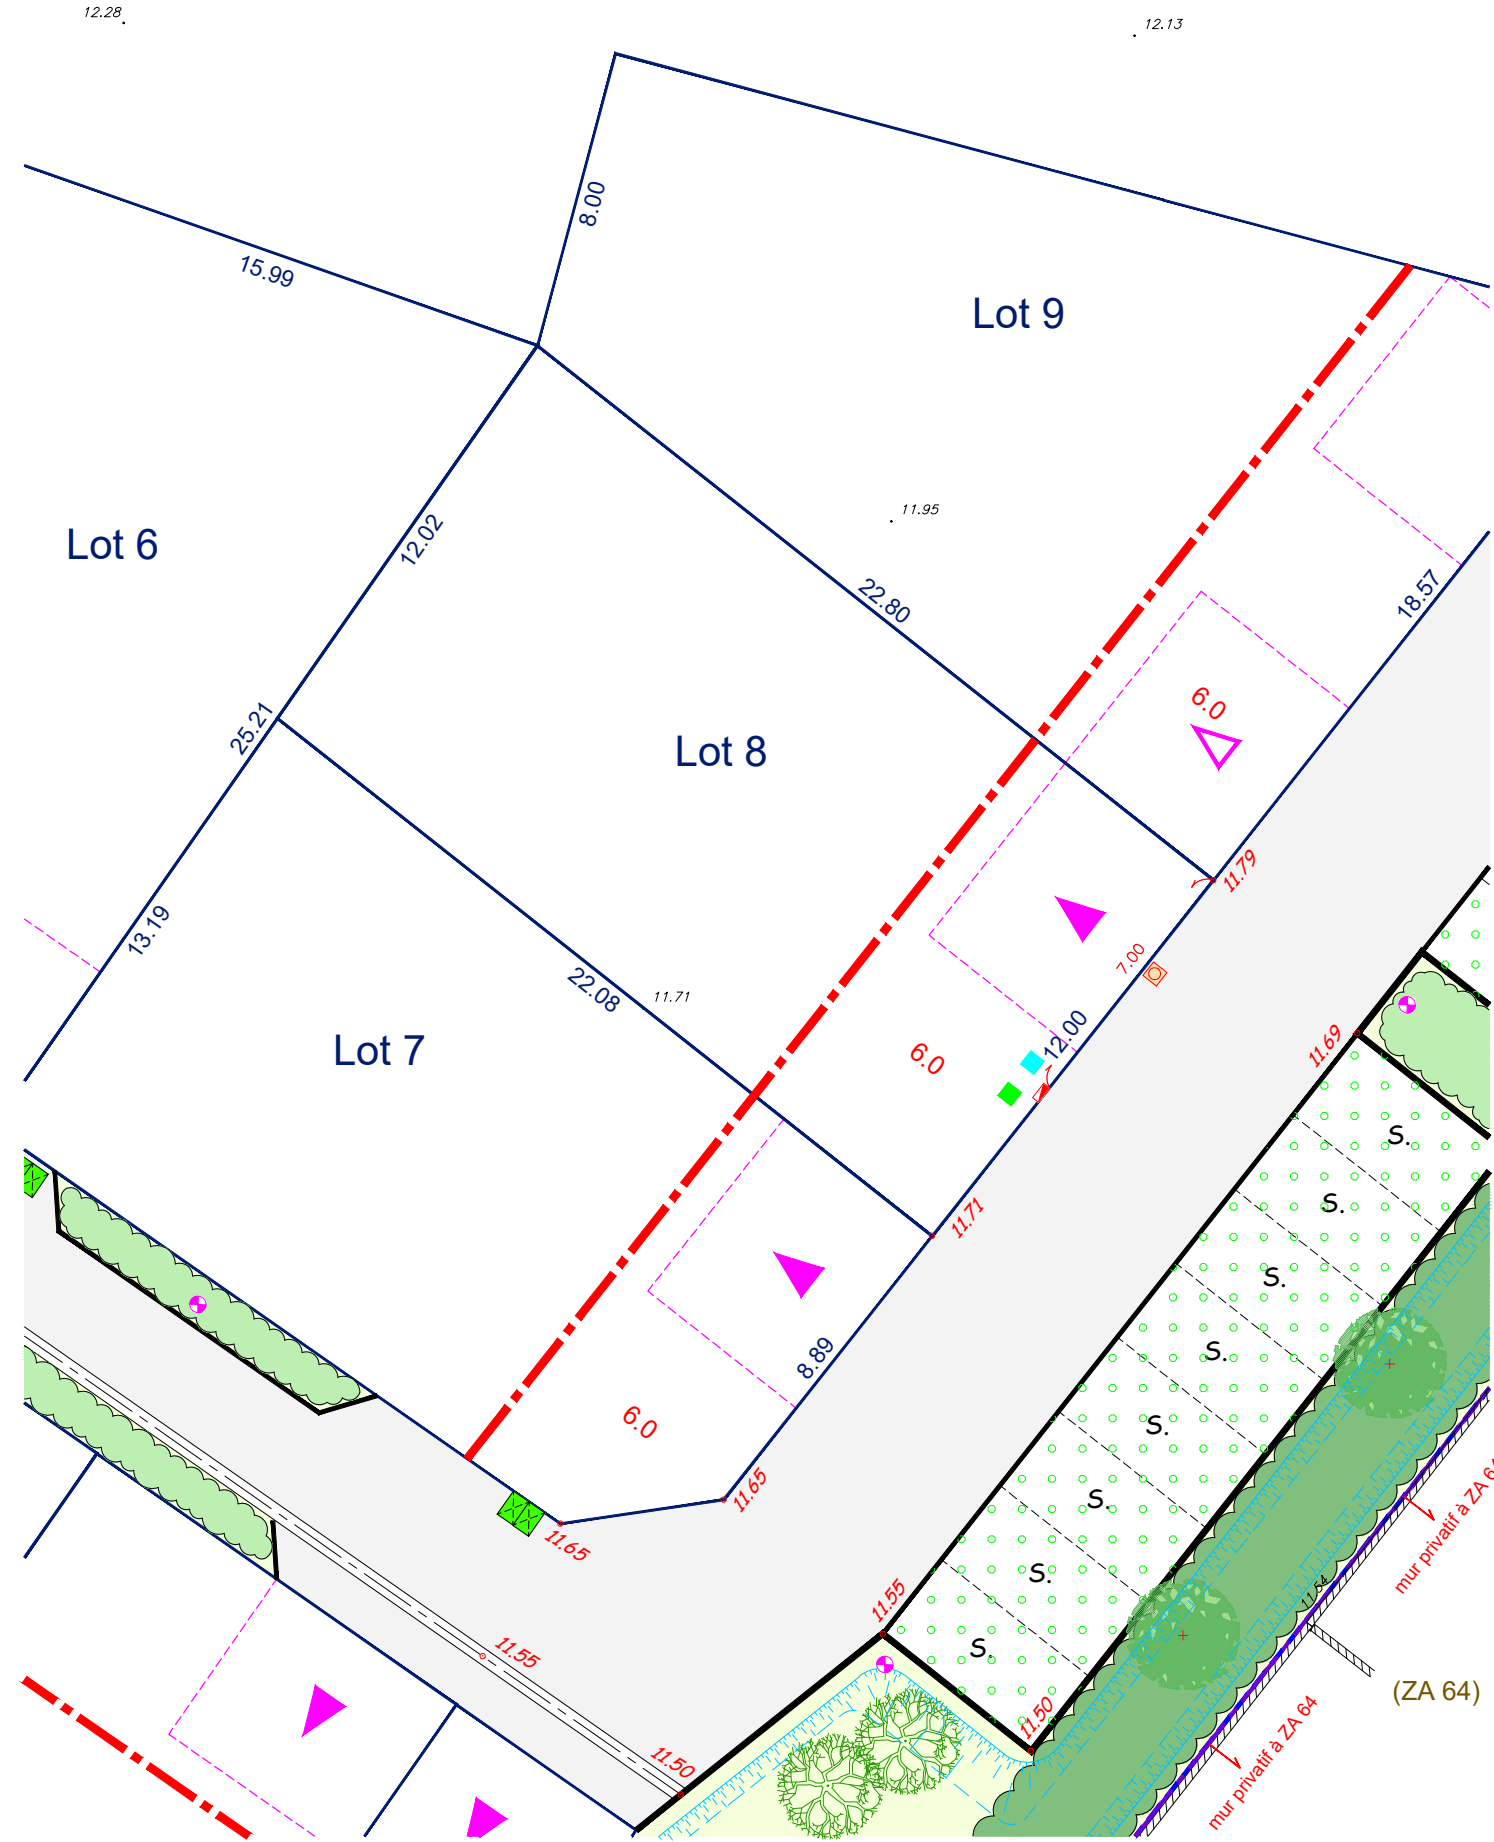 12.28
12.13
8.00
15.99
Lot 9
11.95
Lot 6
12.02
22.80
18.57
6.0
25.21
Lot 8
11.79
13.19
7.00
22.08
11.71
12.00
Lot 7
6.0
11.69
S.
S.
11.71
S.
8.89
S.
6.0
S.
11.65
S.
11.65
mur privatif à ZA 64
S.
11.54
11.55
S.
11.55
(ZA 64)
11.50
11.50
mur privatif à ZA 64